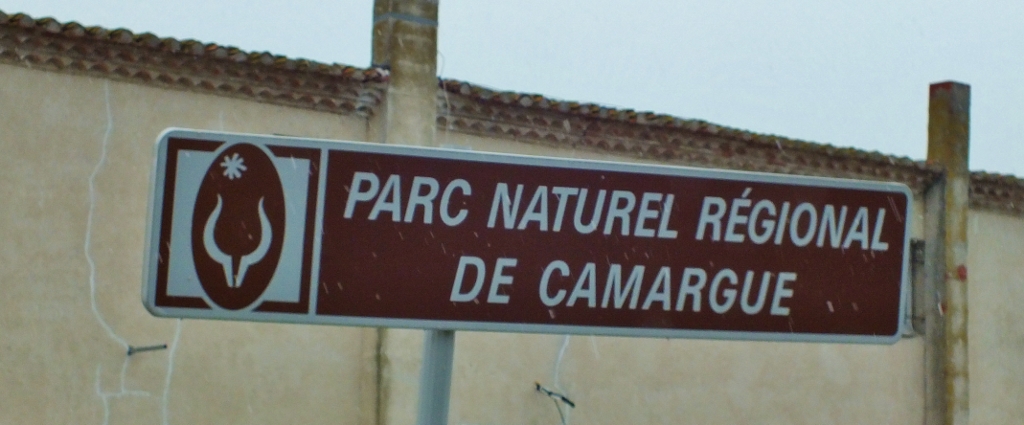 PARC NATUREL RÉGIONAL
DE CAMARGUE